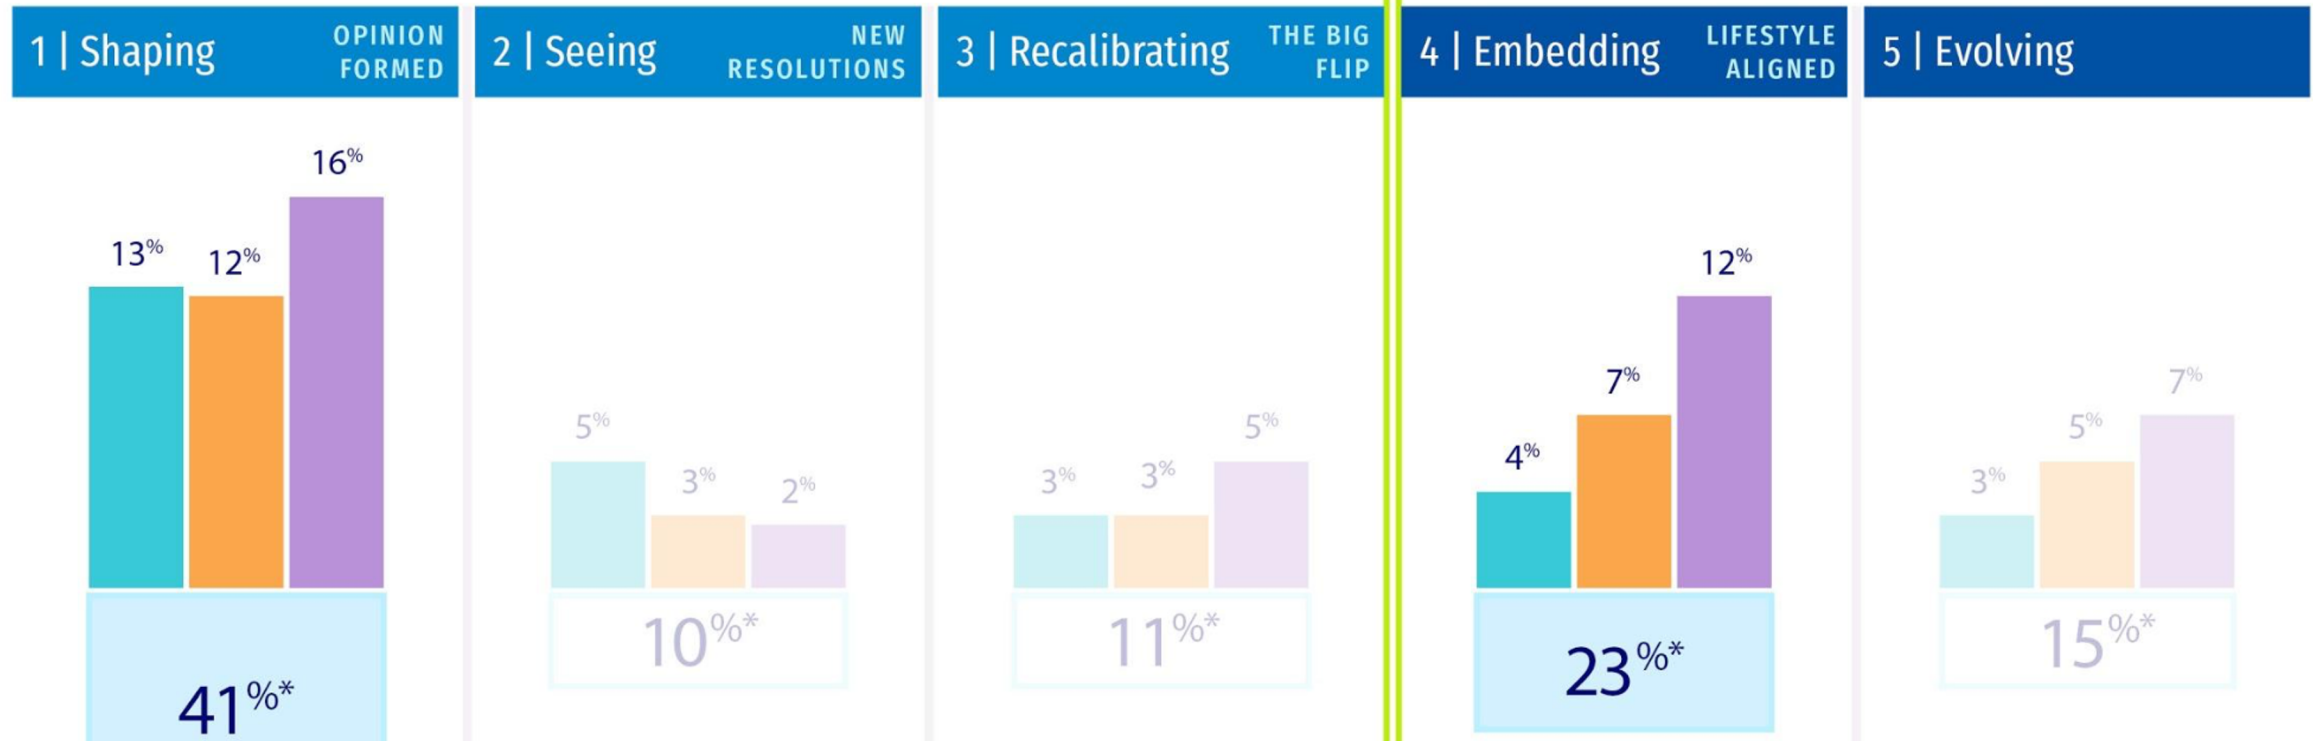 1 | Shaping
OPINION
FORMED
2 | Seeing
NEW
RESOLUTIONS
3 | Recalibrating
THE BIG
FLIP
4 | Embedding
LIFESTYLE
ALIGNED
5 | Evolving
16%
13%
12%
41%*
5%
3%
2%
10%*
3%
3%
5%
11%*
4%
7%
12%
23%*
3%
5%
7%
15%*